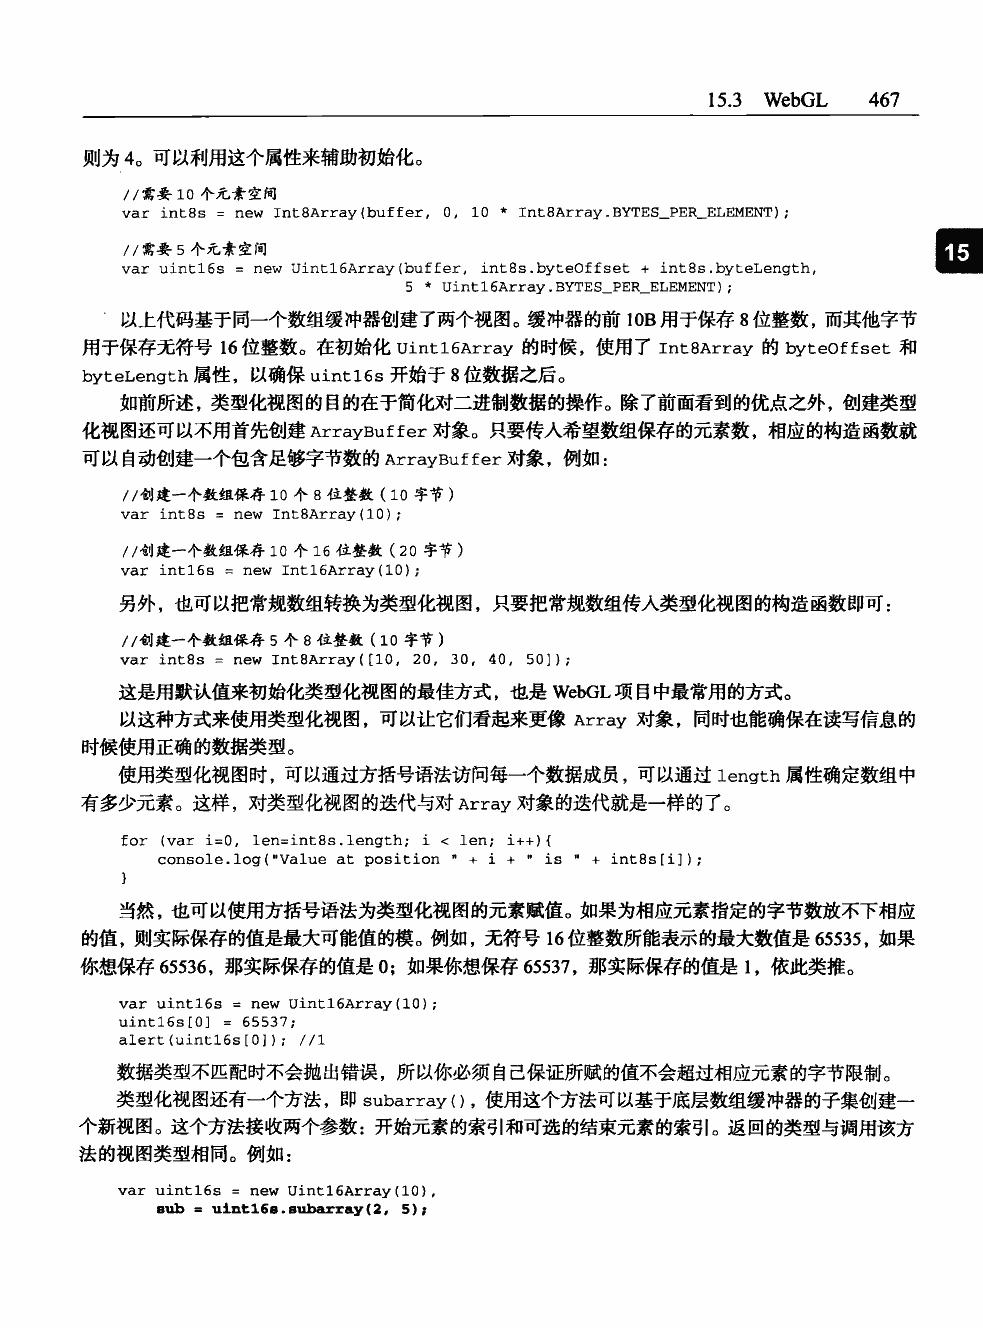 15.3 WebGL 467
则为 4。可以利用这个属性来辅助初始化。
//需要 10 个元素空间
var int8s = new Int8Array(buffer, 0, 10 * Int8Array.BYTES_PER_ELEMENT);
//需要 5 个元素空间
15
var uint16s = new Uint16Array(buffer, int8s.byteOffset + int8s.byteLength,
5 * Uint16Array.BYTES_PER_ELEMENT);
以上代码基于同一个数组缓冲器创建了两个视图。缓冲器的前 10B 用于保存 8 位整数，而其他字节
用于保存无符号 16 位整数。在初始化 Uint16Array 的时候，使用了 Int8Array 的 byteOffset 和
byteLength 属性，以确保 uint16s 开始于 8 位数据之后。
如前所述，类型化视图的目的在于简化对二进制数据的操作。除了前面看到的优点之外，创建类型
化视图还可以不用首先创建 ArrayBuffer 对象。只要传入希望数组保存的元素数，相应的构造函数就
可以自动创建一个包含足够字节数的 ArrayBuffer 对象，例如：
//创建一个数组保存 10 个 8 位整数（10 字节）
var int8s = new Int8Array(10);
//创建一个数组保存 10 个 16 位整数（20 字节）
var int16s = new Int16Array(10);
另外，也可以把常规数组转换为类型化视图，只要把常规数组传入类型化视图的构造函数即可：
//创建一个数组保存 5 个 8 位整数（10 字节）
var int8s = new Int8Array([10, 20, 30, 40, 50]);
这是用默认值来初始化类型化视图的最佳方式，也是 WebGL 项目中最常用的方式。
以这种方式来使用类型化视图，可以让它们看起来更像 Array 对象，同时也能确保在读写信息的
时候使用正确的数据类型。
使用类型化视图时，可以通过方括号语法访问每一个数据成员，可以通过 length 属性确定数组中
有多少元素。这样，对类型化视图的迭代与对 Array 对象的迭代就是一样的了。
for (var i=0, len=int8s.length; i < len; i++){
console.log("Value at position " + i + " is " + int8s[i]);
}
当然，也可以使用方括号语法为类型化视图的元素赋值。如果为相应元素指定的字节数放不下相应
的值，则实际保存的值是最大可能值的模。例如，无符号 16 位整数所能表示的最大数值是 65535，如果
你想保存 65536，那实际保存的值是 0；如果你想保存 65537，那实际保存的值是 1，依此类推。
var uint16s = new Uint16Array(10);
uint16s[0] = 65537;
alert(uint16s[0]); //1
数据类型不匹配时不会抛出错误，所以你必须自己保证所赋的值不会超过相应元素的字节限制。
类型化视图还有一个方法，即 subarray()，使用这个方法可以基于底层数组缓冲器的子集创建一
个新视图。这个方法接收两个参数：开始元素的索引和可选的结束元素的索引。返回的类型与调用该方
法的视图类型相同。例如：
var uint16s = new Uint16Array(10),
sub = uint16s.subarray(2, 5);